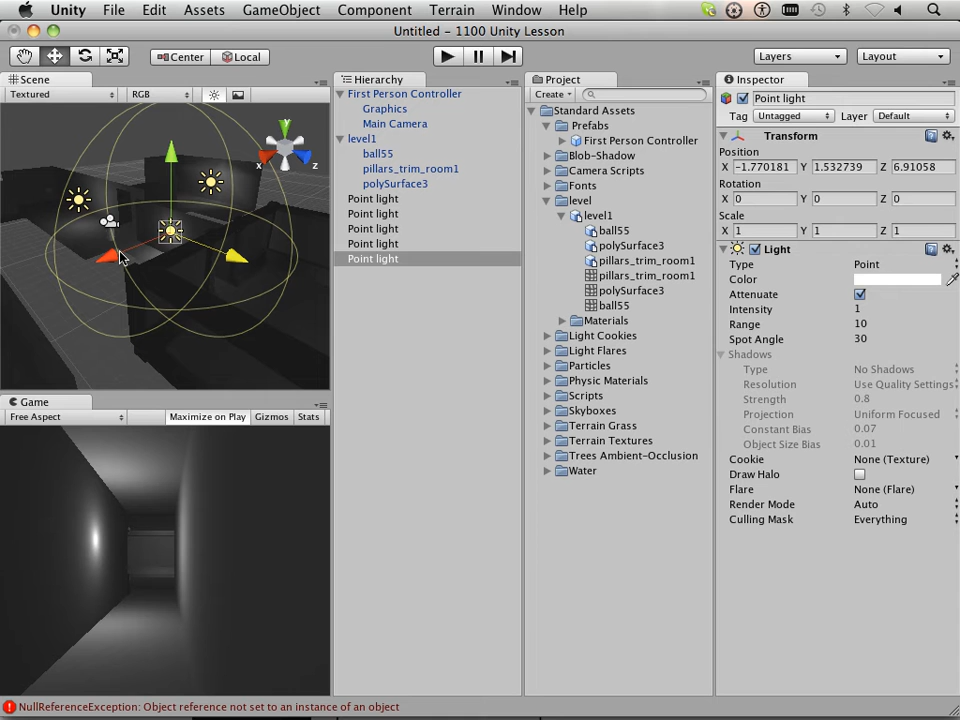 Unity File Edit Assets GameObject Component Terrain Window Help
Untitled - 1100 Unity Lesson
Center Local Layers Layout
Scene
Textured RGB
y
x z
Game
Free Aspect Maximize on Play Gizmos Stats
Hierarchy
First Person Controller
Graphics
Main Camera
level1
ball55
pillars_trim_room1
polySurface3
Point light
Point light
Point light
Point light
Point light
Project
Create
Standard Assets
Prefabs
First Person Controller
Blob-Shadow
Camera Scripts
Fonts
level
level1
ball55
polySurface3
pillars_trim_room1
pillars_trim_room1
polySurface3
ball55
Materials
Light Cookies
Light Flares
Particles
Physic Materials
Scripts
Skyboxes
Terrain Grass
Terrain Textures
Trees Ambient-Occlusion
Water
Inspector
Point light
Tag Untagged Layer Default
Transform
Position
X -1.770181 Y 1.532739 Z 6.91058
Rotation
X 0 Y 0 Z 0
Scale
X 1 Y 1 Z 1
Light
Type Point
Color
Attenuate
Intensity 1
Range 10
Spot Angle 30
Shadows
Type No Shadows
Resolution Use Quality Settings
Strength 0.8
Projection Uniform Focused
Constant Bias 0.07
Object Size Bias 0.01
Cookie None (Texture)
Draw Halo
Flare None (Flare)
Render Mode Auto
Culling Mask Everything
NullReferenceException: Object reference not set to an instance of an object